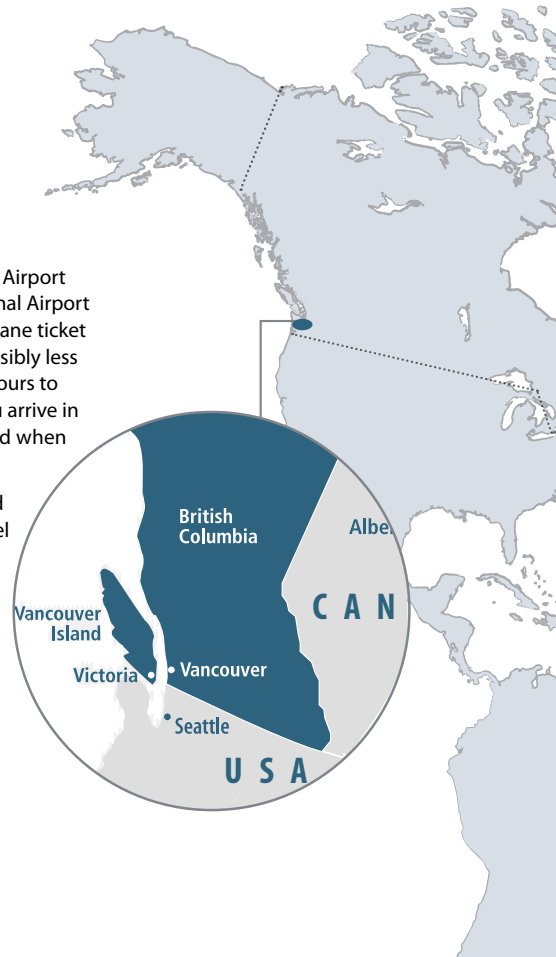 Airport
nal Airport
ane ticket
sibly less
ours to
arrive in
d when
d
el
British
Columbia
Albe
CAN
Vancouver
Island
Victoria
Vancouver
Seattle
USA